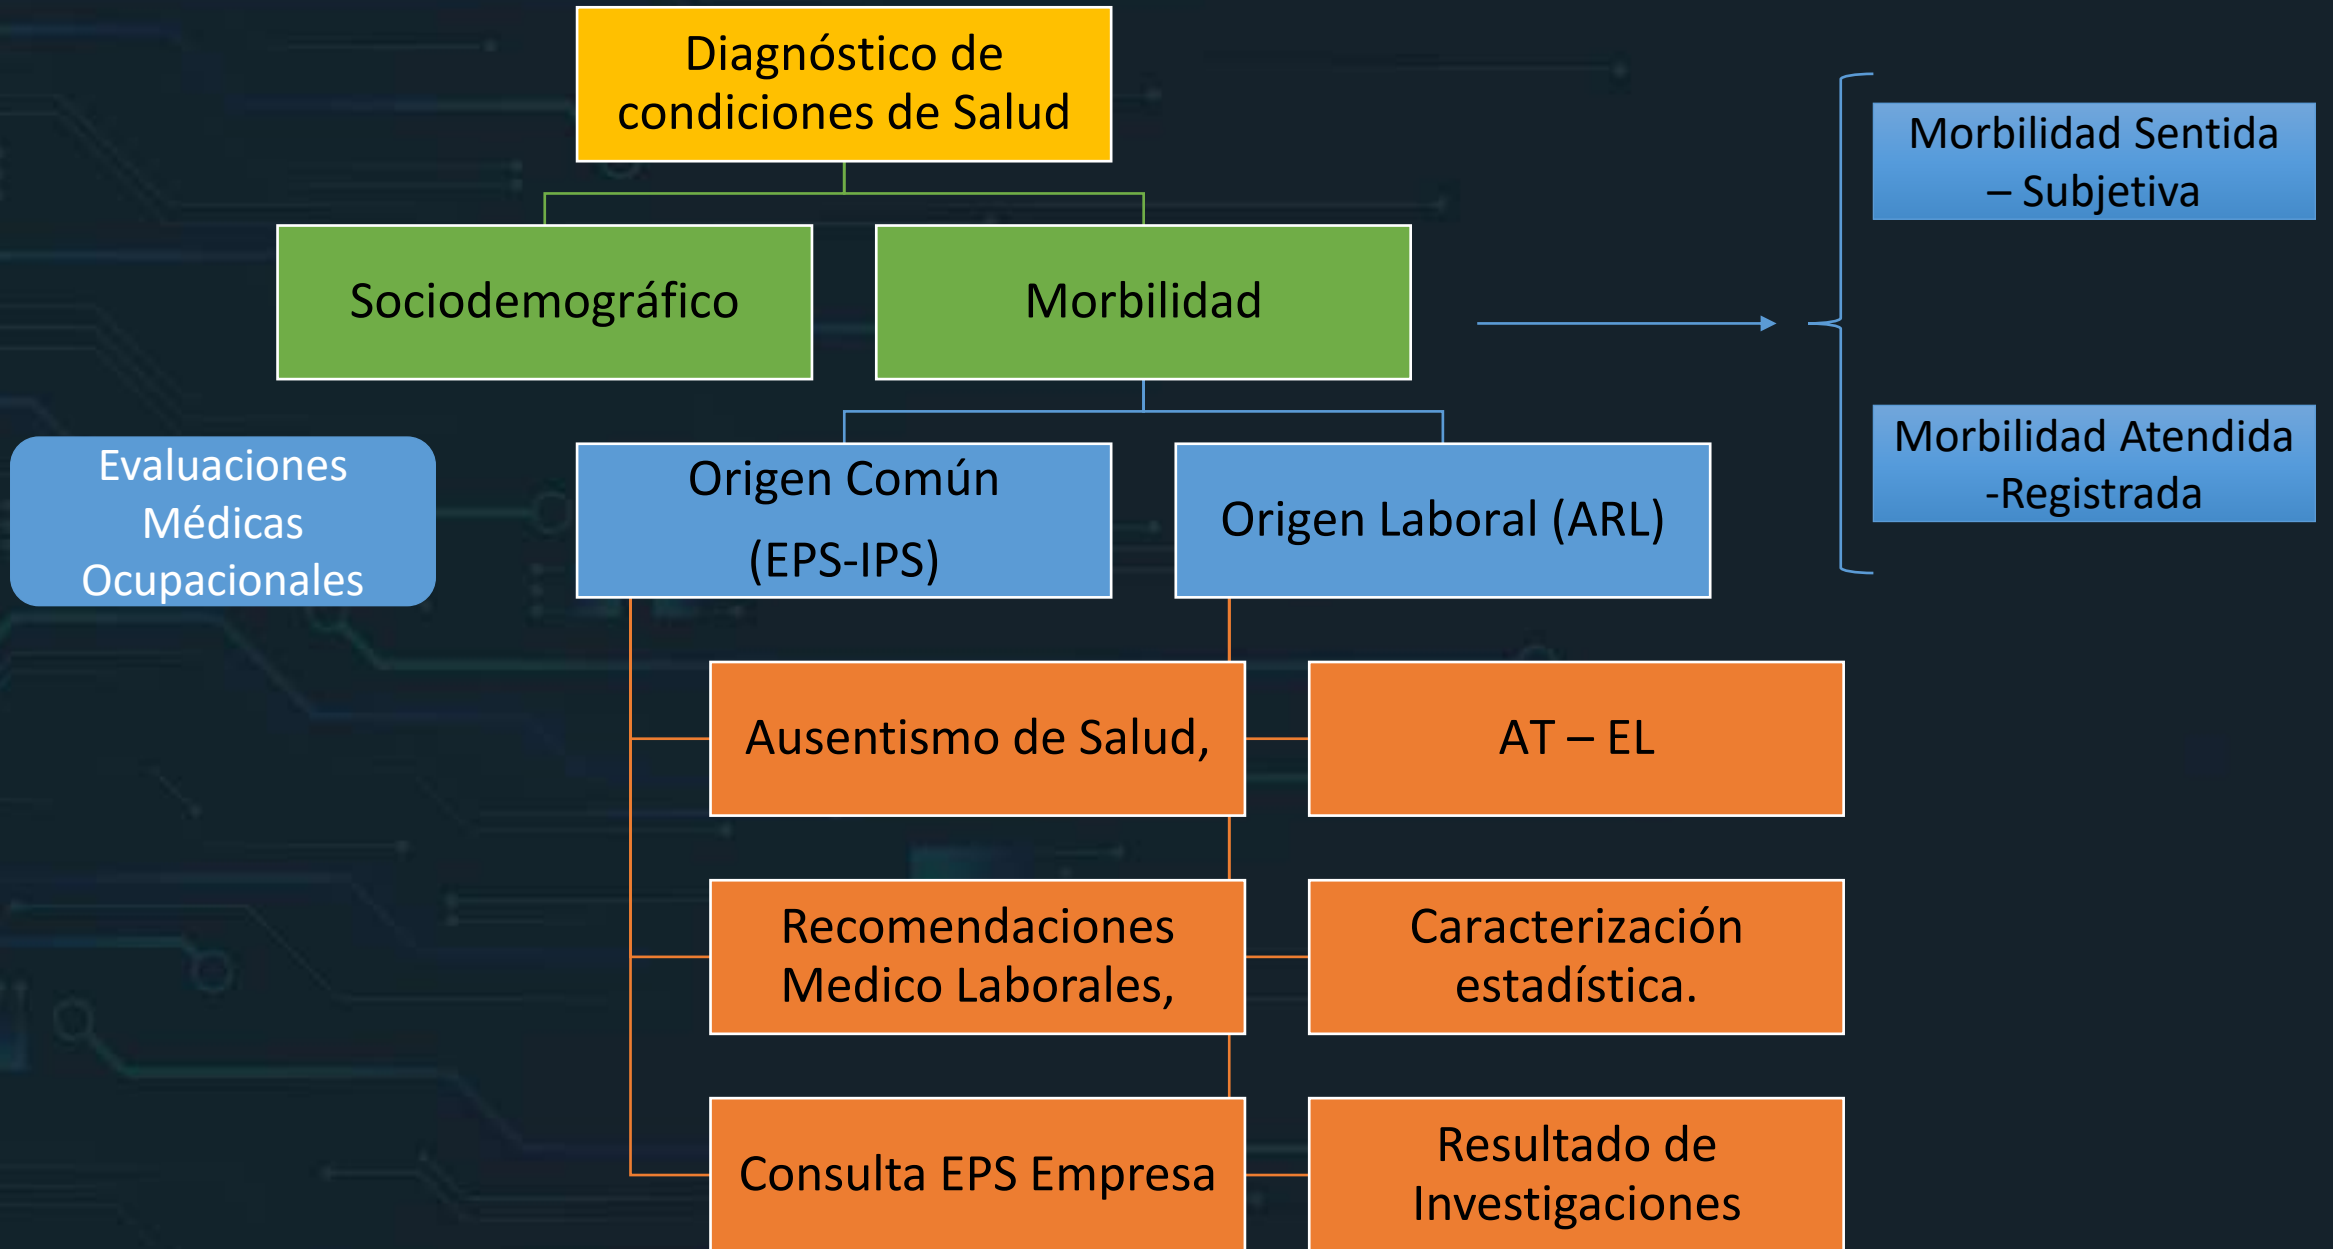 Diagnóstico de
condiciones de Salud
Sociodemográfico
Morbilidad
Morbilidad Sentida
– Subjetiva
Morbilidad Atendida
-Registrada
Evaluaciones
Médicas
Ocupacionales
Origen Común
(EPS-IPS)
Origen Laboral (ARL)
Ausentismo de Salud,
AT – EL
Recomendaciones
Medico Laborales,
Caracterización
estadística.
Consulta EPS Empresa
Resultado de
Investigaciones